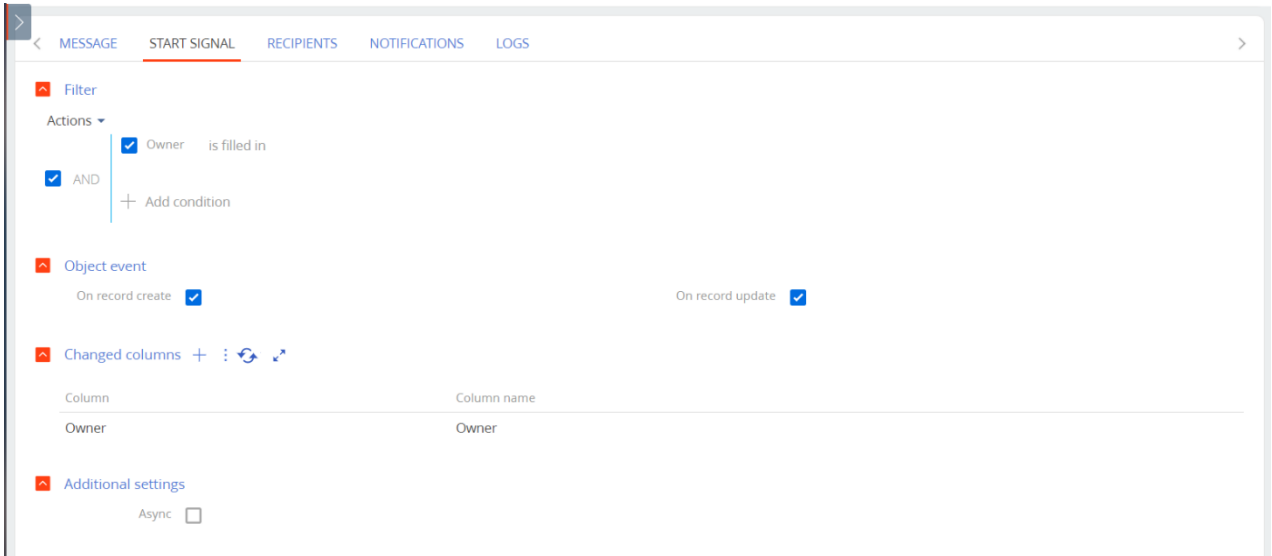 MESSAGE START SIGNAL RECIPIENTS NOTIFICATIONS LOGS
Filter
Actions
Owner is filled in
AND
Add condition
Object event
On record create On record update
Changed columns
Column Column name
Owner Owner
Additional settings
Async